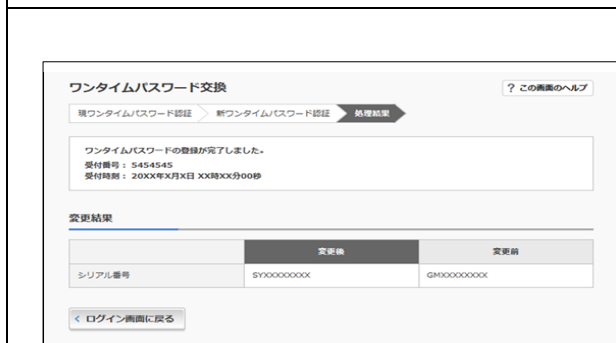 ワンタイムパスワード交換
? この画面のヘルプ
現ワンタイムパスワード認証 新ワンタイムパスワード認証 処理結果
ワンタイムパスワードの登録が完了しました。
受付番号： 5454545
受付時刻： 20XX年X月X日 XX時XX分00秒
変更結果
変更後 変更前
シリアル番号 SYXXXXXXXX GMXXXXXXXX
< ログイン画面に戻る